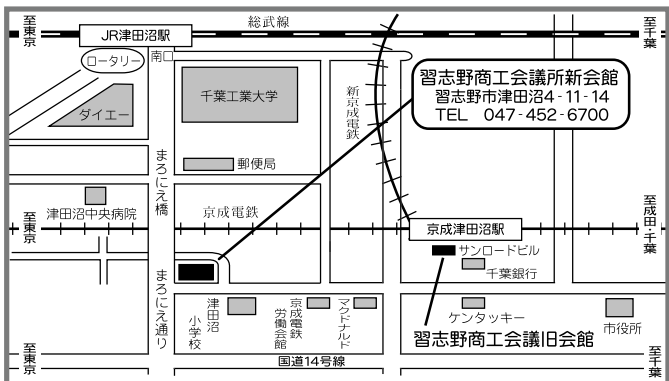 至東京
総武線
至千葉
JR津田沼駅
ロータリー
南口
ダイエー
千葉工業大学
新京成電鉄
習志野商工会議所新会館
習志野市津田沼4-11-14
TEL 047-452-6700
まろにえ橋
郵便局
津田沼中央病院
京成電鉄
至東京
至成田・千葉
京成津田沼駅
サンロードビル
千葉銀行
まろにえ通り
津田沼
小学校
京成電鉄
労働会館
マクドナルド
ケンタッキー
市役所
習志野商工会議旧会館
至東京
国道14号線
至千葉